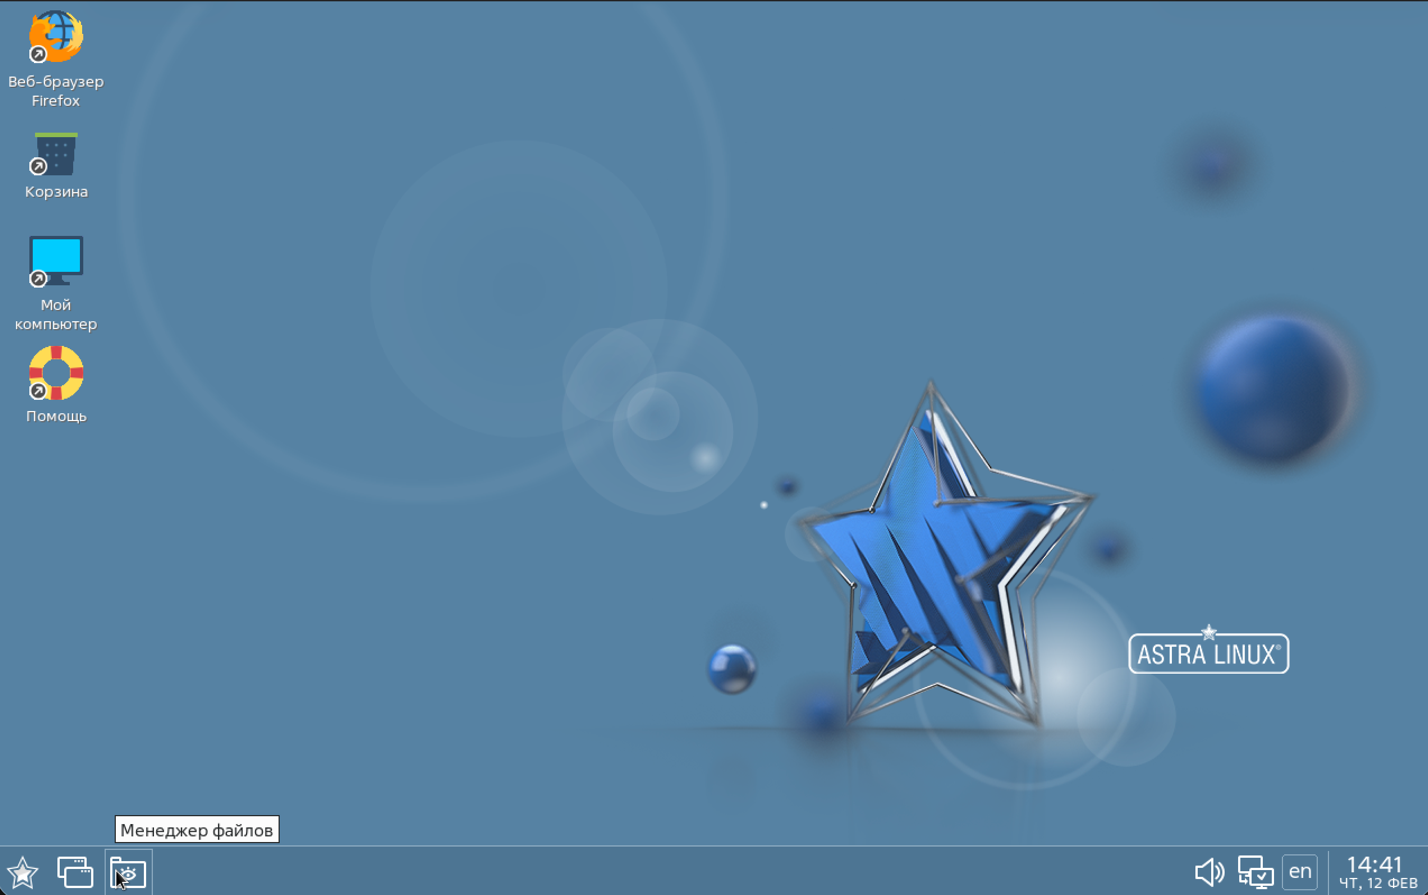 Веб-браузер
Firefox
Корзина
Мой
компьютер
Помощь
ASTRA LINUX®
Менеджер файлов
en
14:41
ЧТ, 12 ФЕВ